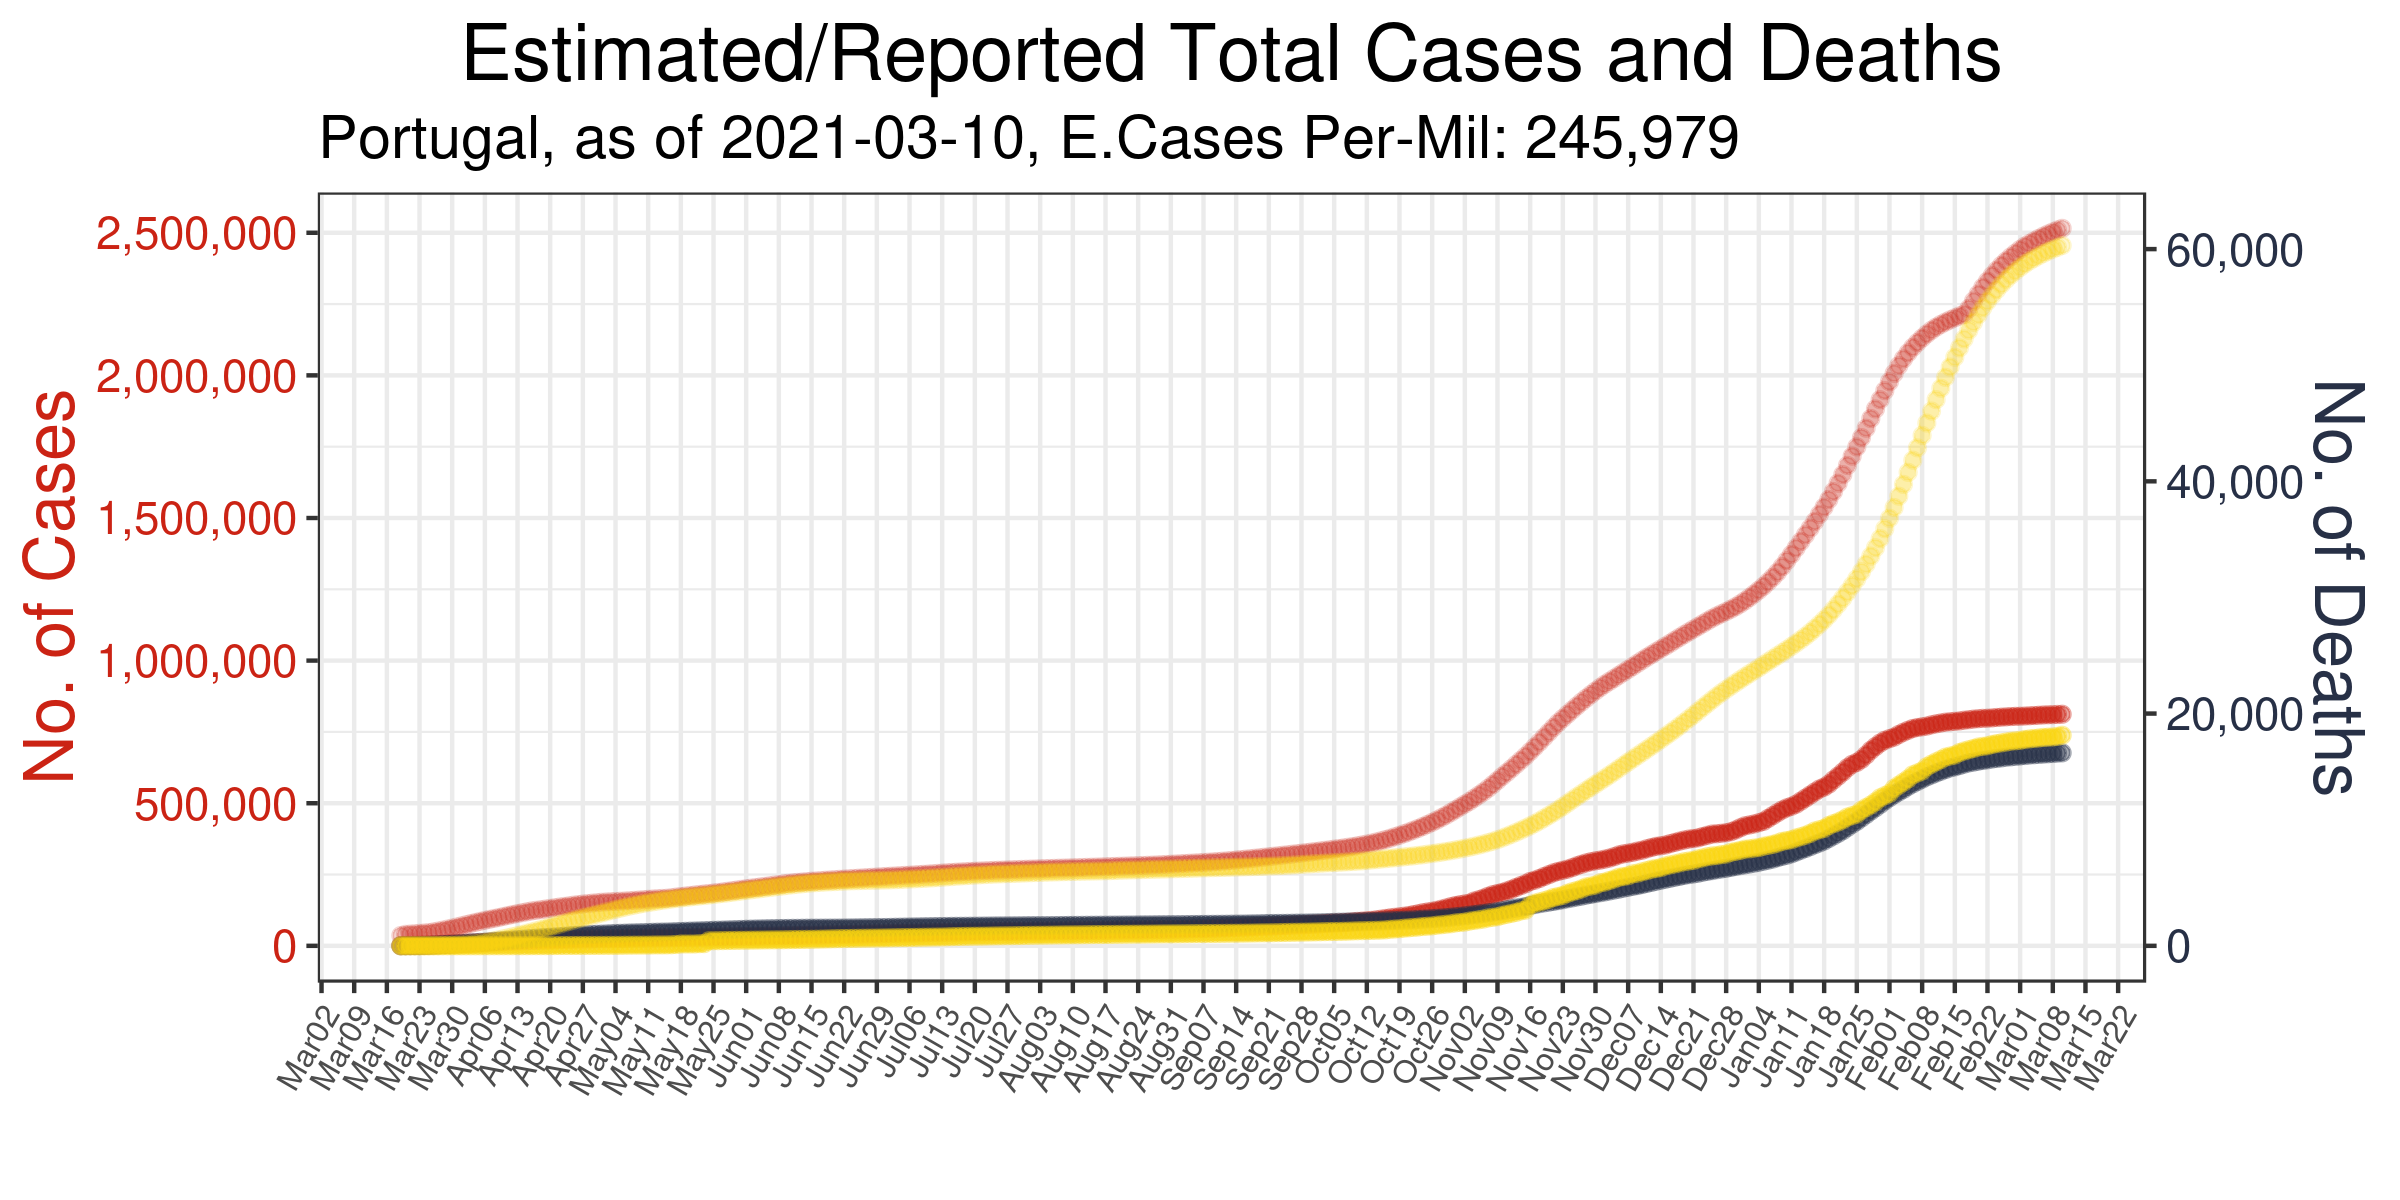 Estimated/Reported Total Cases and Deaths
Portugal, as of 2021-03-10, E.Cases Per-Mil: 245,979
No. of Cases
2,500,000
2,000,000
1,500,000
1,000,000
500,000
0
60,000
40,000
20,000
0
No. of Deaths
Mar02
Mar09
Mar16
Mar23
Mar30
Apr06
Apr13
Apr20
Apr27
May04
May11
May18
May25
Jun01
Jun08
Jun15
Jun22
Jun29
Jul06
Jul13
Jul20
Jul27
Aug03
Aug10
Aug17
Aug24
Aug31
Sep07
Sep14
Sep21
Sep28
Oct05
Oct12
Oct19
Oct26
Nov02
Nov09
Nov16
Nov23
Nov30
Dec07
Dec14
Dec21
Dec28
Jan04
Jan11
Jan18
Jan25
Feb01
Feb08
Feb15
Feb22
Mar01
Mar08
Mar15
Mar22